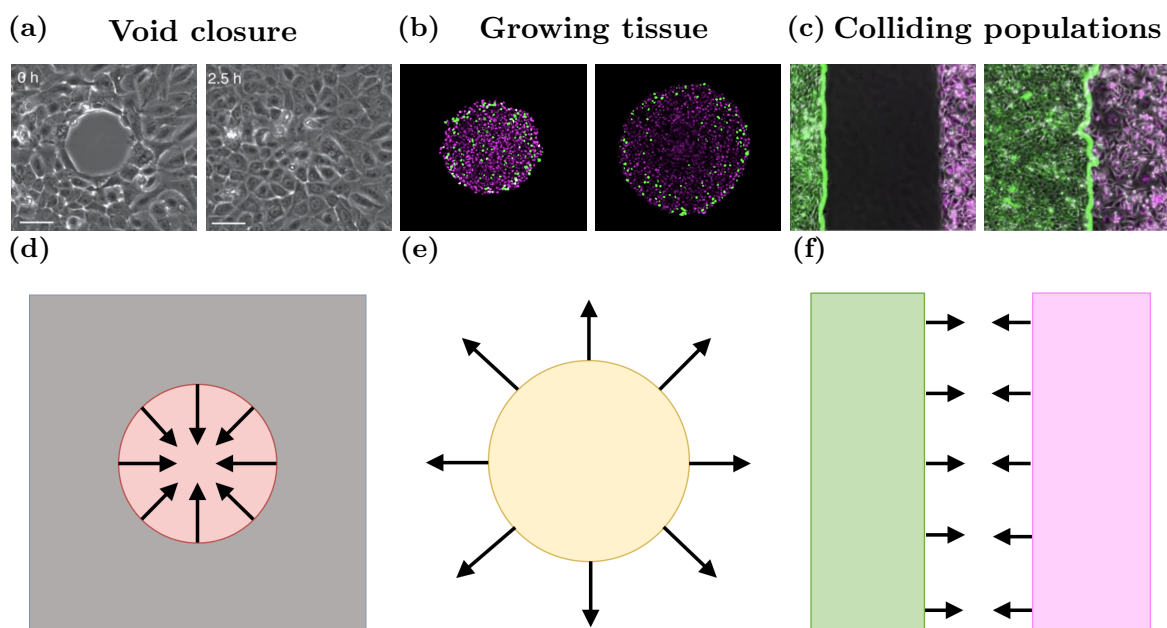 (a) Void closure
(b) Growing tissue
(c) Colliding populations
0 h
2.5 h
(d)
(e)
(f)